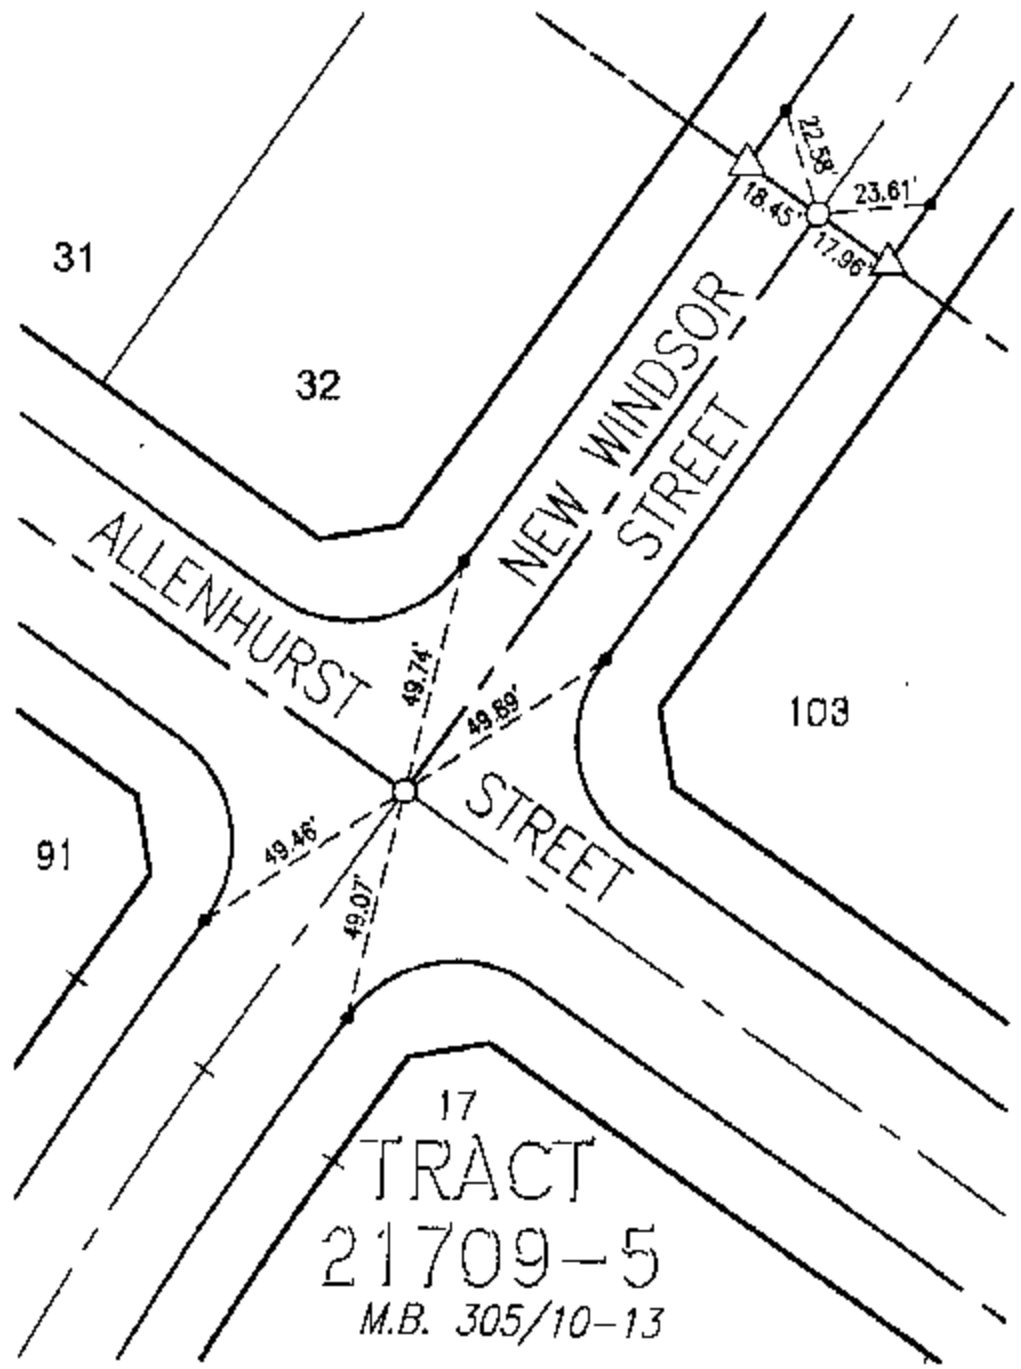 22.58'
23.61'
18.45'
17.96'
31
32
NEW WINDSOR
STREET
ALLENHURST
STREET
49.74'
49.89'
103
49.46'
49.07'
91
17
TRACT
21709-5
M.B. 305/10-13